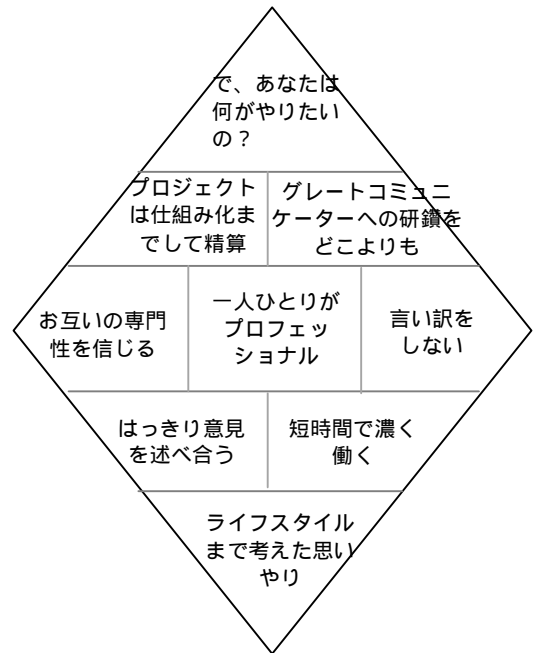 で、あなたは
何がやりたい
の？
プロジェクト
は仕組み化ま
でして精算
グレートコミュニ
ケーターへの研鑽を
どこよりも
お互いの専門
性を信じる
一人ひとりが
プロフェッ
ショナル
言い訳を
しない
はっきり意見
を述べ合う
短時間で濃く
働く
ライフスタイル
まで考えた思い
やり